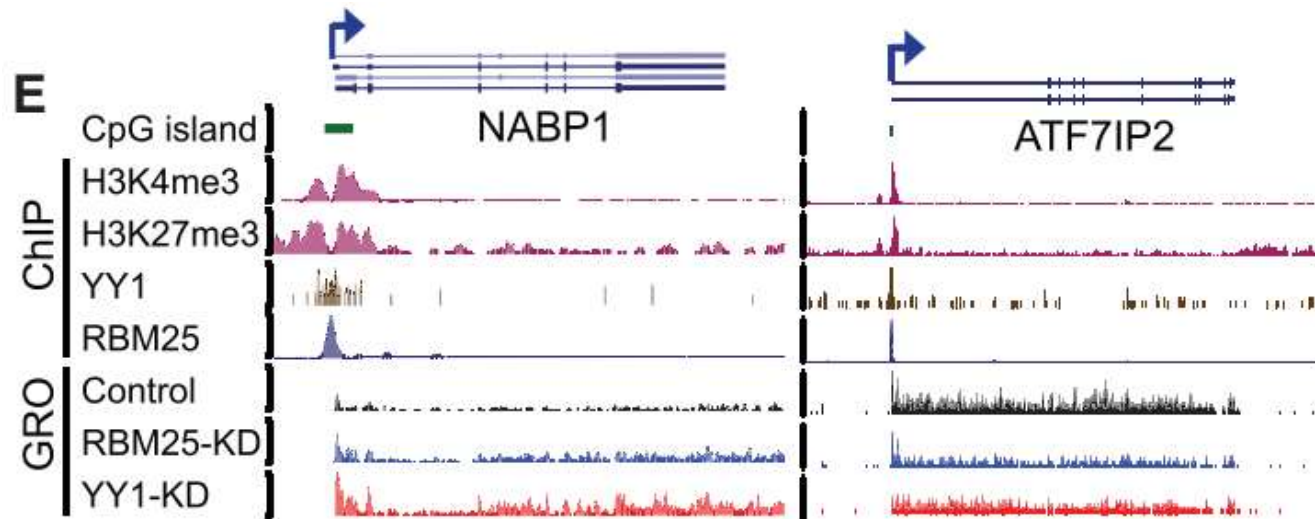 E
CpG island
NABP1
ATF7IP2
ChIP
H3K4me3
H3K27me3
YY1
RBM25
GRO
Control
RBM25-KD
YY1-KD